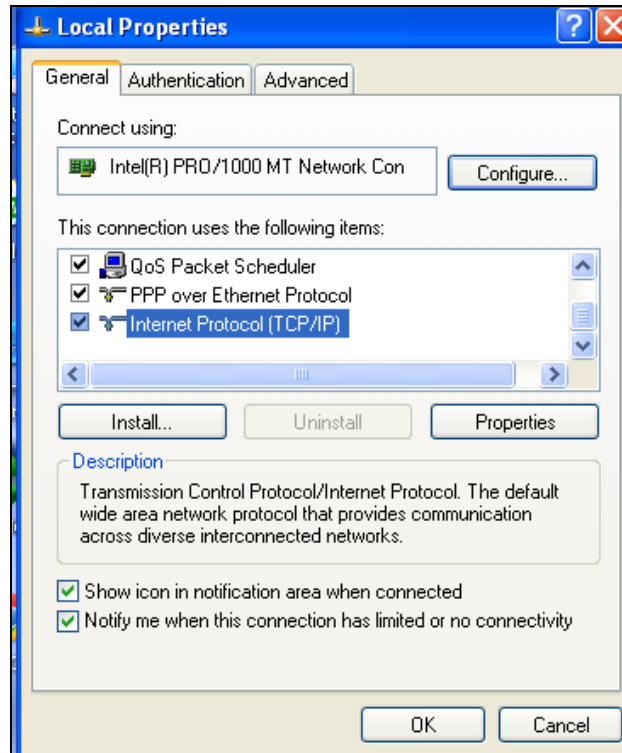 Local Properties
General Authentication Advanced
Connect using:
Intel(R) PRO/1000 MT Network Con
Configure...
This connection uses the following items:
QoS Packet Scheduler
PPP over Ethernet Protocol
Internet Protocol (TCP/IP)
Install... Uninstall Properties
Description
Transmission Control Protocol/Internet Protocol. The default
wide area network protocol that provides communication
across diverse interconnected networks.
Show icon in notification area when connected
Notify me when this connection has limited or no connectivity
OK Cancel